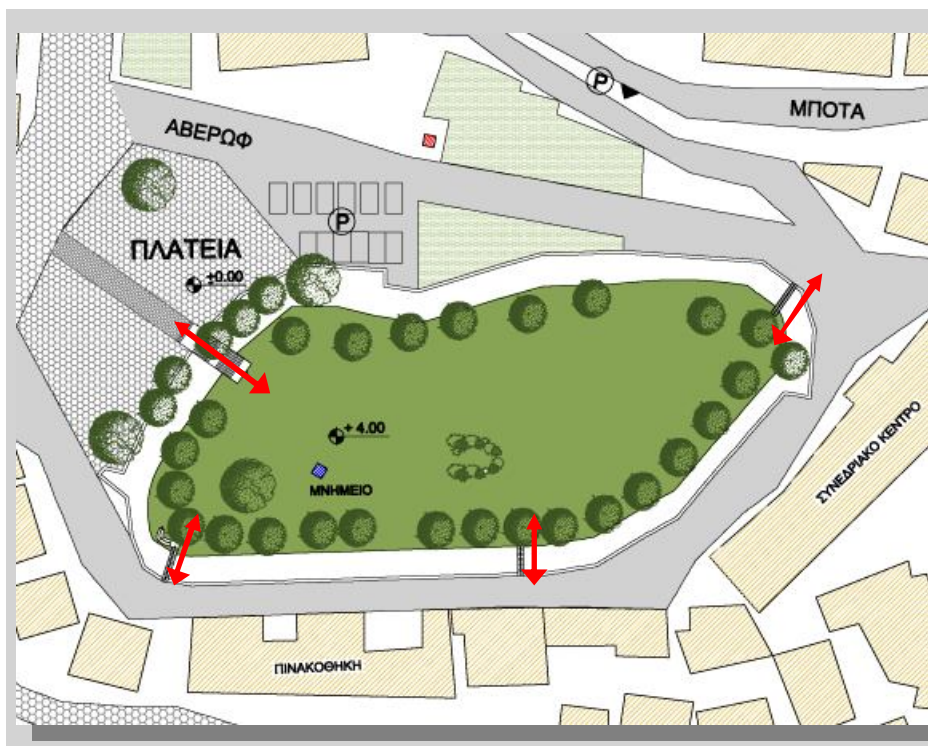 P
ΜΠΟΤΑ
ΑΒΕΡΩΦ
P
ΠΛΑΤΕΙΑ
±0.00
ΣΥΝΕΔΡΙΑΚΟ ΚΕΝΤΡΟ
+ 4.00
ΜΝΗΜΕΙΟ
ΠΙΝΑΚΟΘΗΚΗ